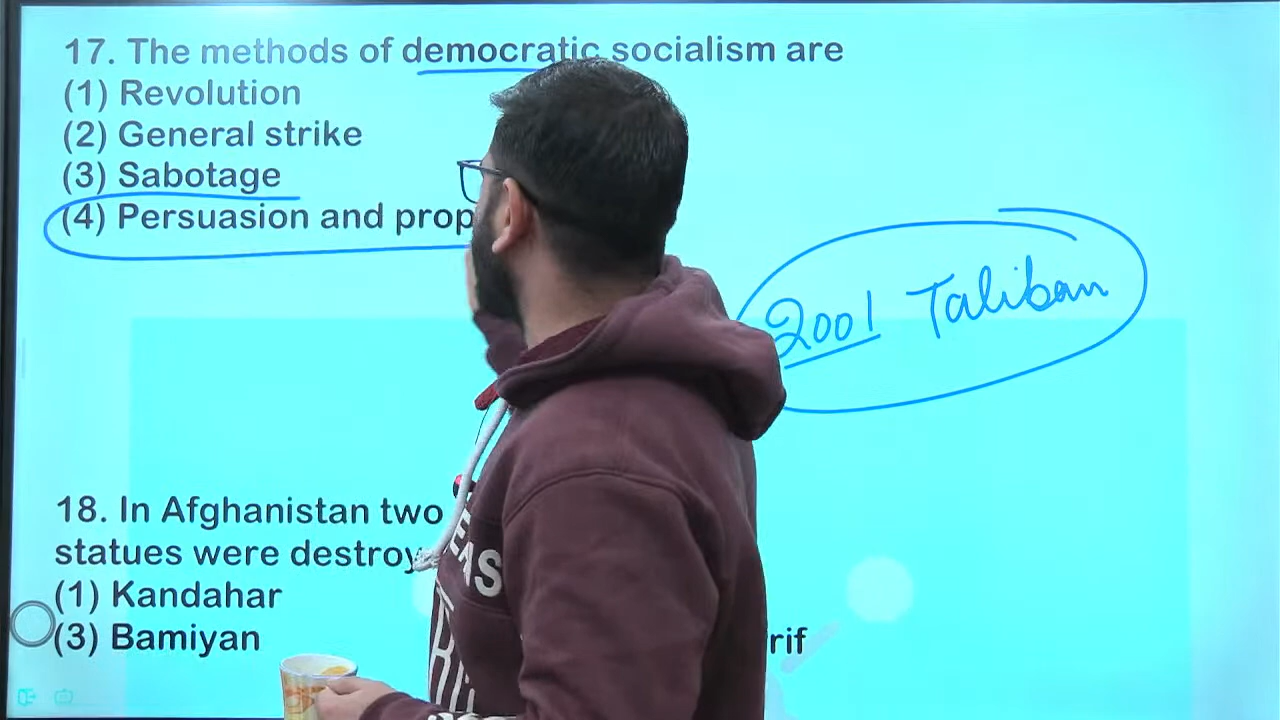 17. The methods of democratic socialism are
(1) Revolution
(2) General strike
(3) Sabotage
(4) Persuasion and prop
2001 Taliban
18. In Afghanistan two
statues were destroy
(1) Kandahar
(3) Bamiyan
rif
EAS